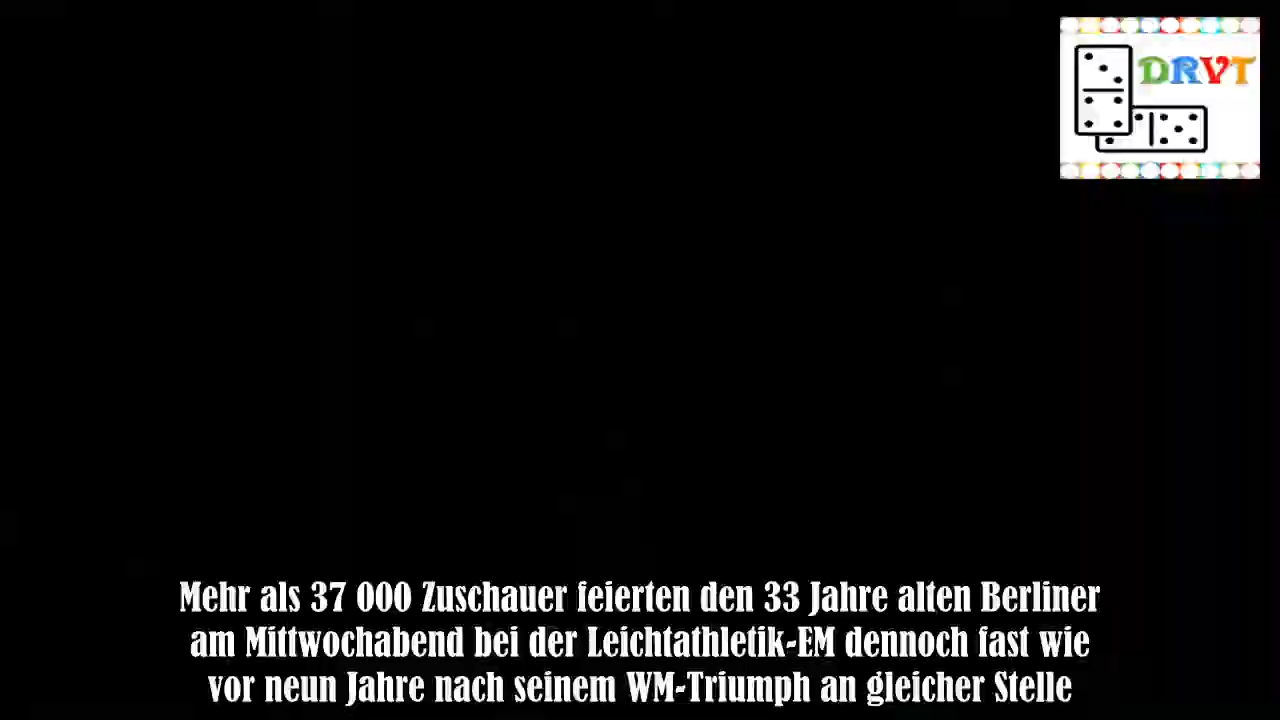 DRVT
Mehr als 37 000 Zuschauer feierten den 33 Jahre alten Berliner
am Mittwochabend bei der Leichtathletik-EM dennoch fast wie
vor neun Jahre nach seinem WM-Triumph an gleicher Stelle